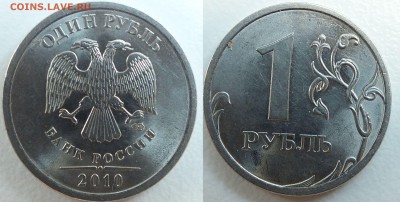 COINS.LAVE.RU
ОДИН РУБЛЬ
БАНК РОССИИ
2010
1
РУБЛЬ